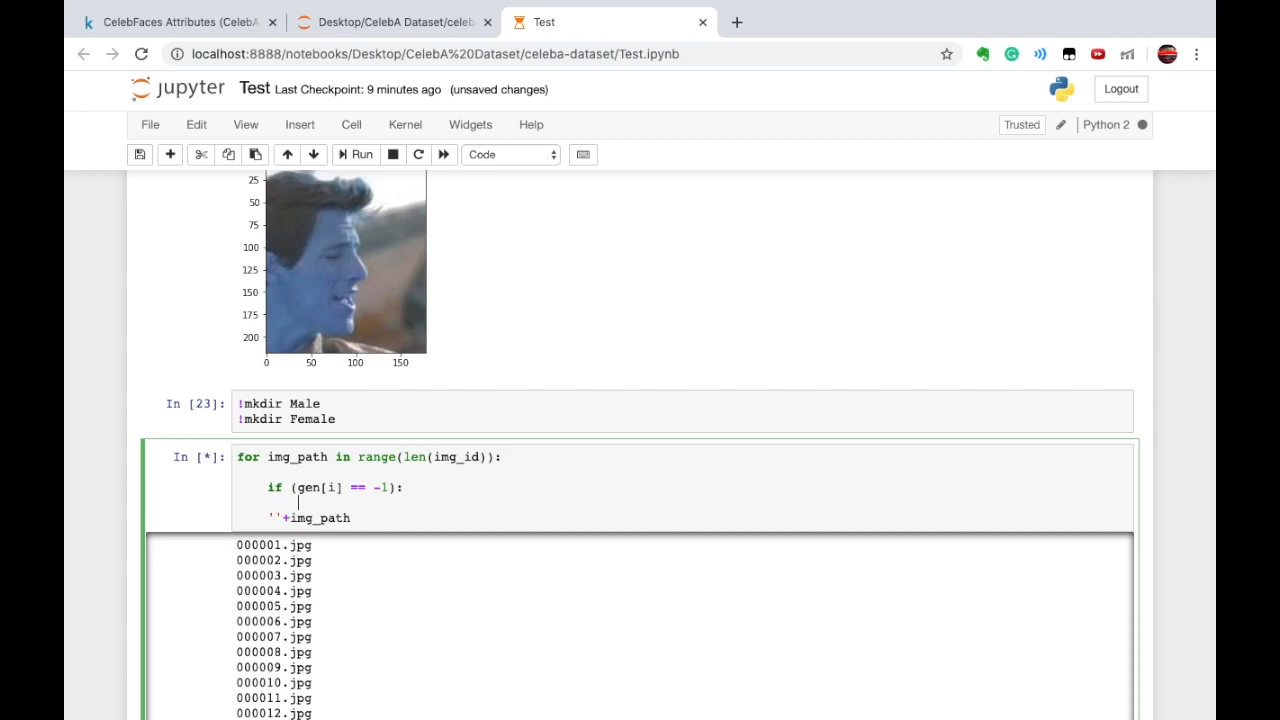 CelebFaces Attributes (CelebA
Desktop/CelebA Dataset/celeb
Test
localhost:8888/notebooks/Desktop/CelebA%20Dataset/celeba-dataset/Test.ipynb
jupyter Test Last Checkpoint: 9 minutes ago (unsaved changes)
Logout
File Edit View Insert Cell Kernel Widgets Help
Trusted
Python 2
Run
Code
25
50
75
100
125
150
175
200
0 50 100 150
In [23]:
!mkdir Male
!mkdir Female
In [*]:
for img_path in range(len(img_id)):
if (gen[i] == -1):
''+img_path
000001.jpg
000002.jpg
000003.jpg
000004.jpg
000005.jpg
000006.jpg
000007.jpg
000008.jpg
000009.jpg
000010.jpg
000011.jpg
000012.jpg